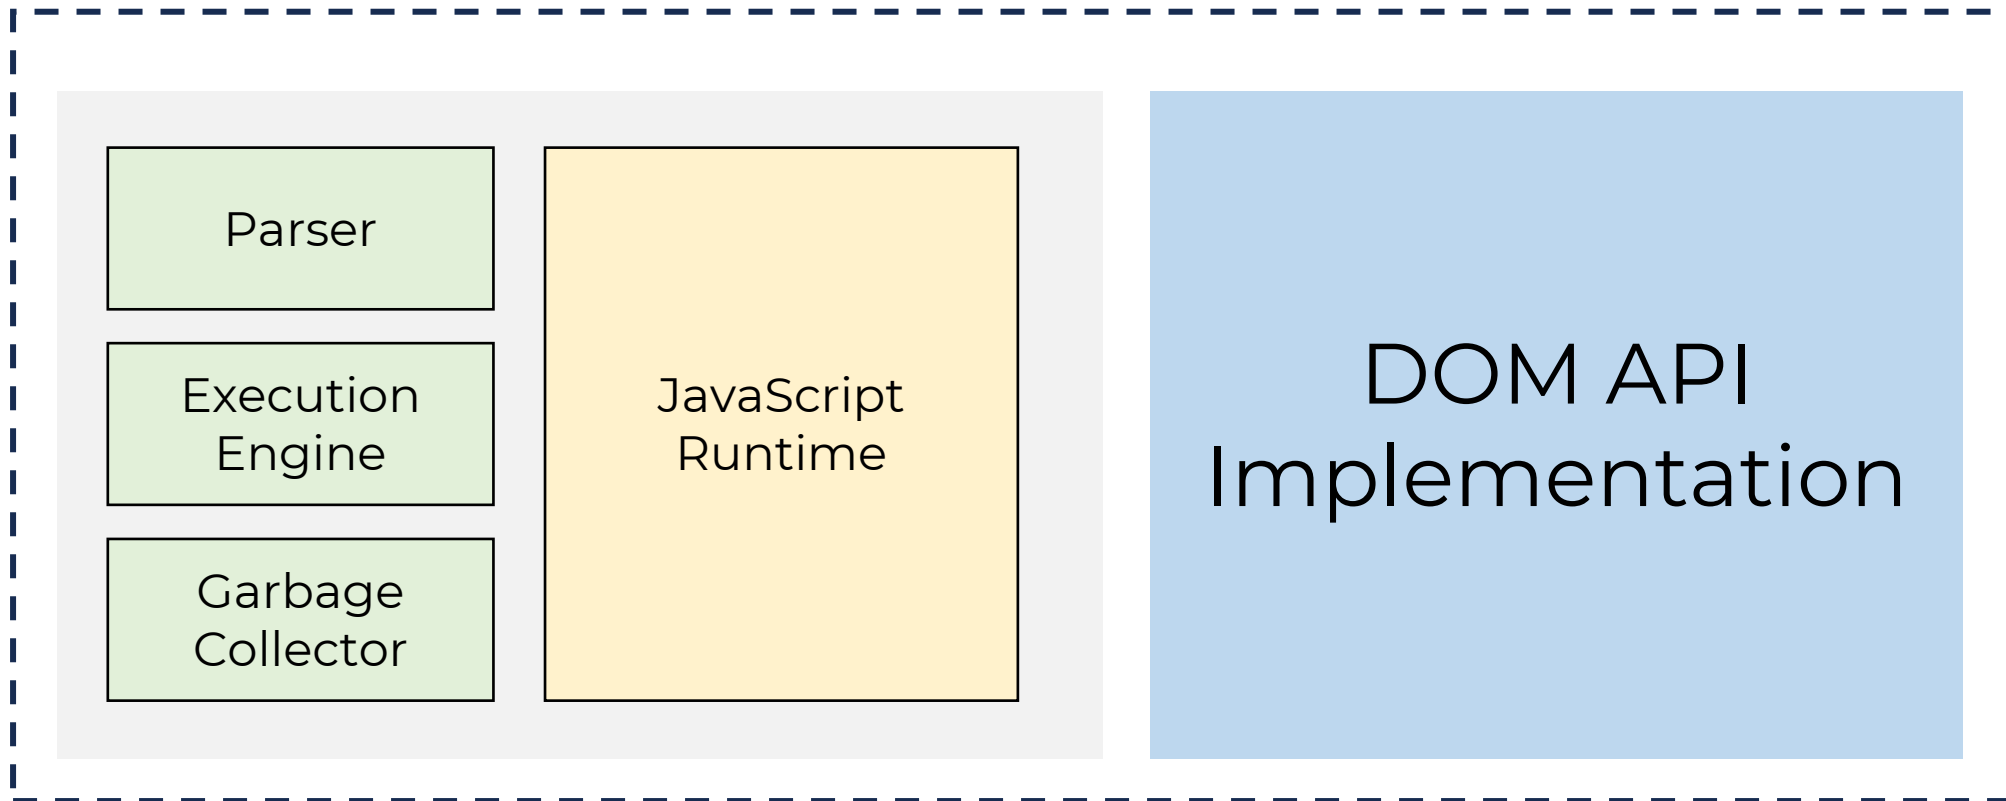 Parser
Execution
Engine
Garbage
Collector
JavaScript
Runtime
DOM API
Implementation